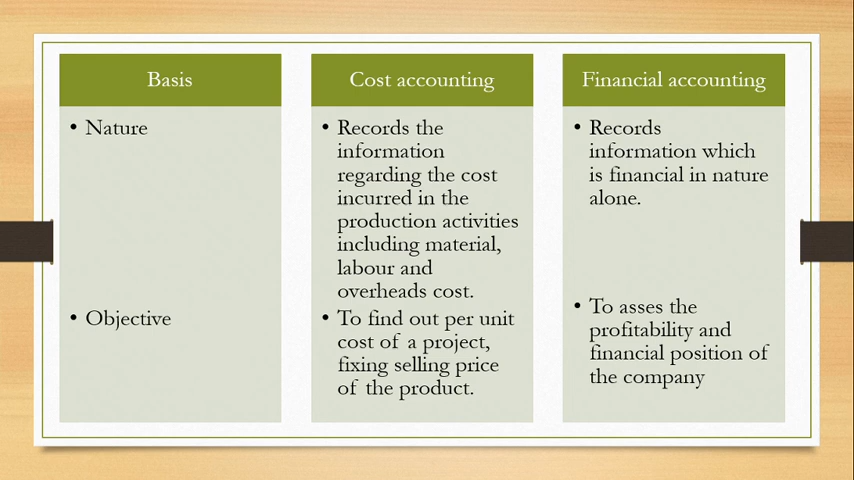 Basis
• Nature
• Objective
Cost accounting
• Records the
information
regarding the cost
incurred in the
production activities
including material,
labour and
overheads cost.
• To find out per unit
cost of a project,
fixing selling price
of the product.
Financial accounting
• Records
information which
is financial in nature
alone.
• To asses the
profitability and
financial position of
the company